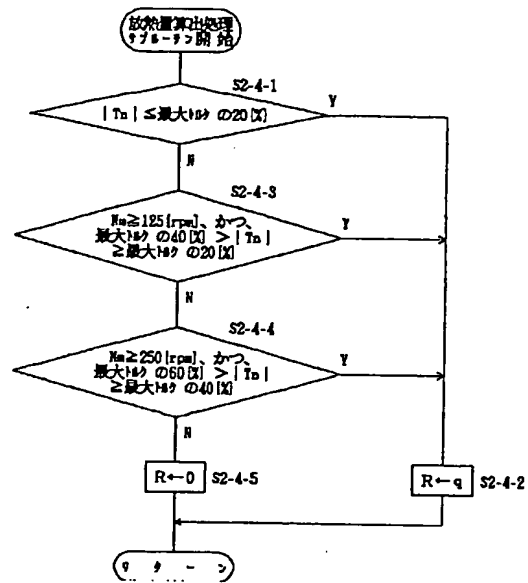 放熱量算出処理
サブルーチン開始
S2-4-1
|Tn|≦最大トルクの20[%]
Y
N
S2-4-3
Nm≧125[rpm]、かつ、
最大トルクの40[%]>|Tn|
≧最大トルクの20[%]
Y
N
S2-4-4
Nm≧250[rpm]、かつ、
最大トルクの60[%]>|Tn|
≧最大トルクの40[%]
Y
N
R←0
S2-4-5
R←q
S2-4-2
リターン